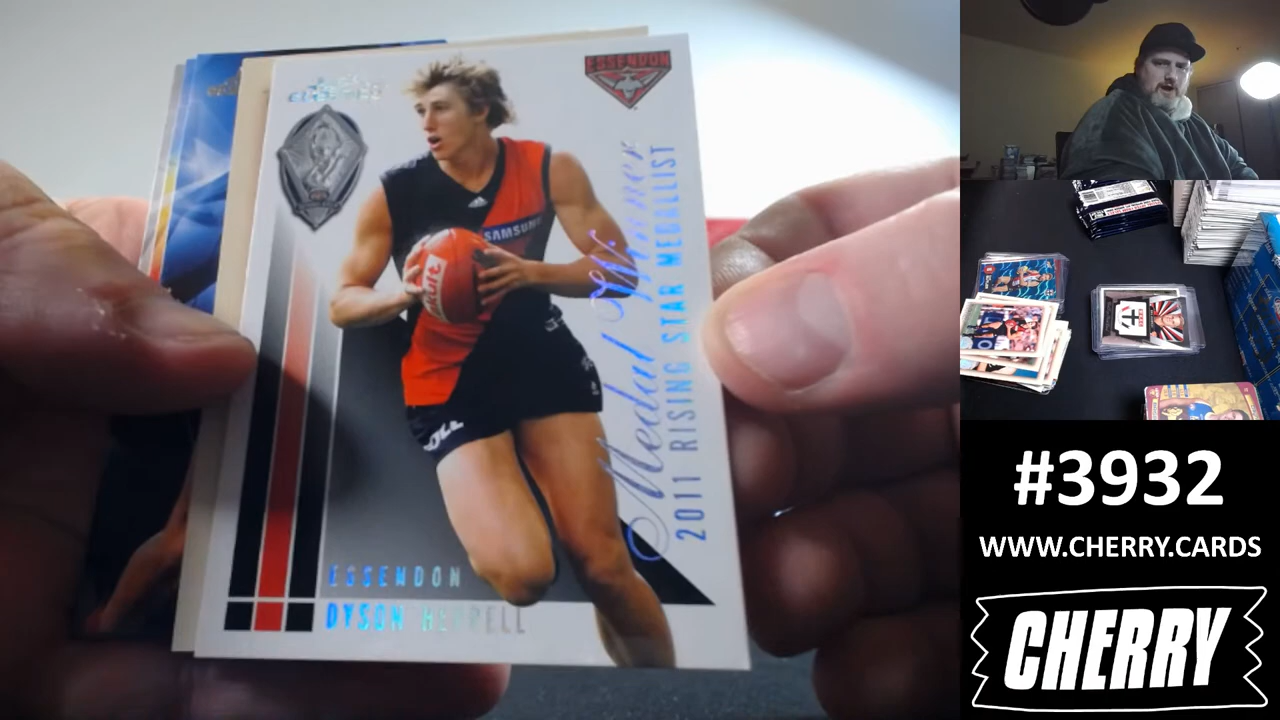 ESSENDON
SAMSUNG
Medal Winner
2011 RISING STAR MEDALLIST
ESSENDON
DYSON HEPPELL
#3932
WWW.CHERRY.CARDS
CHERRY